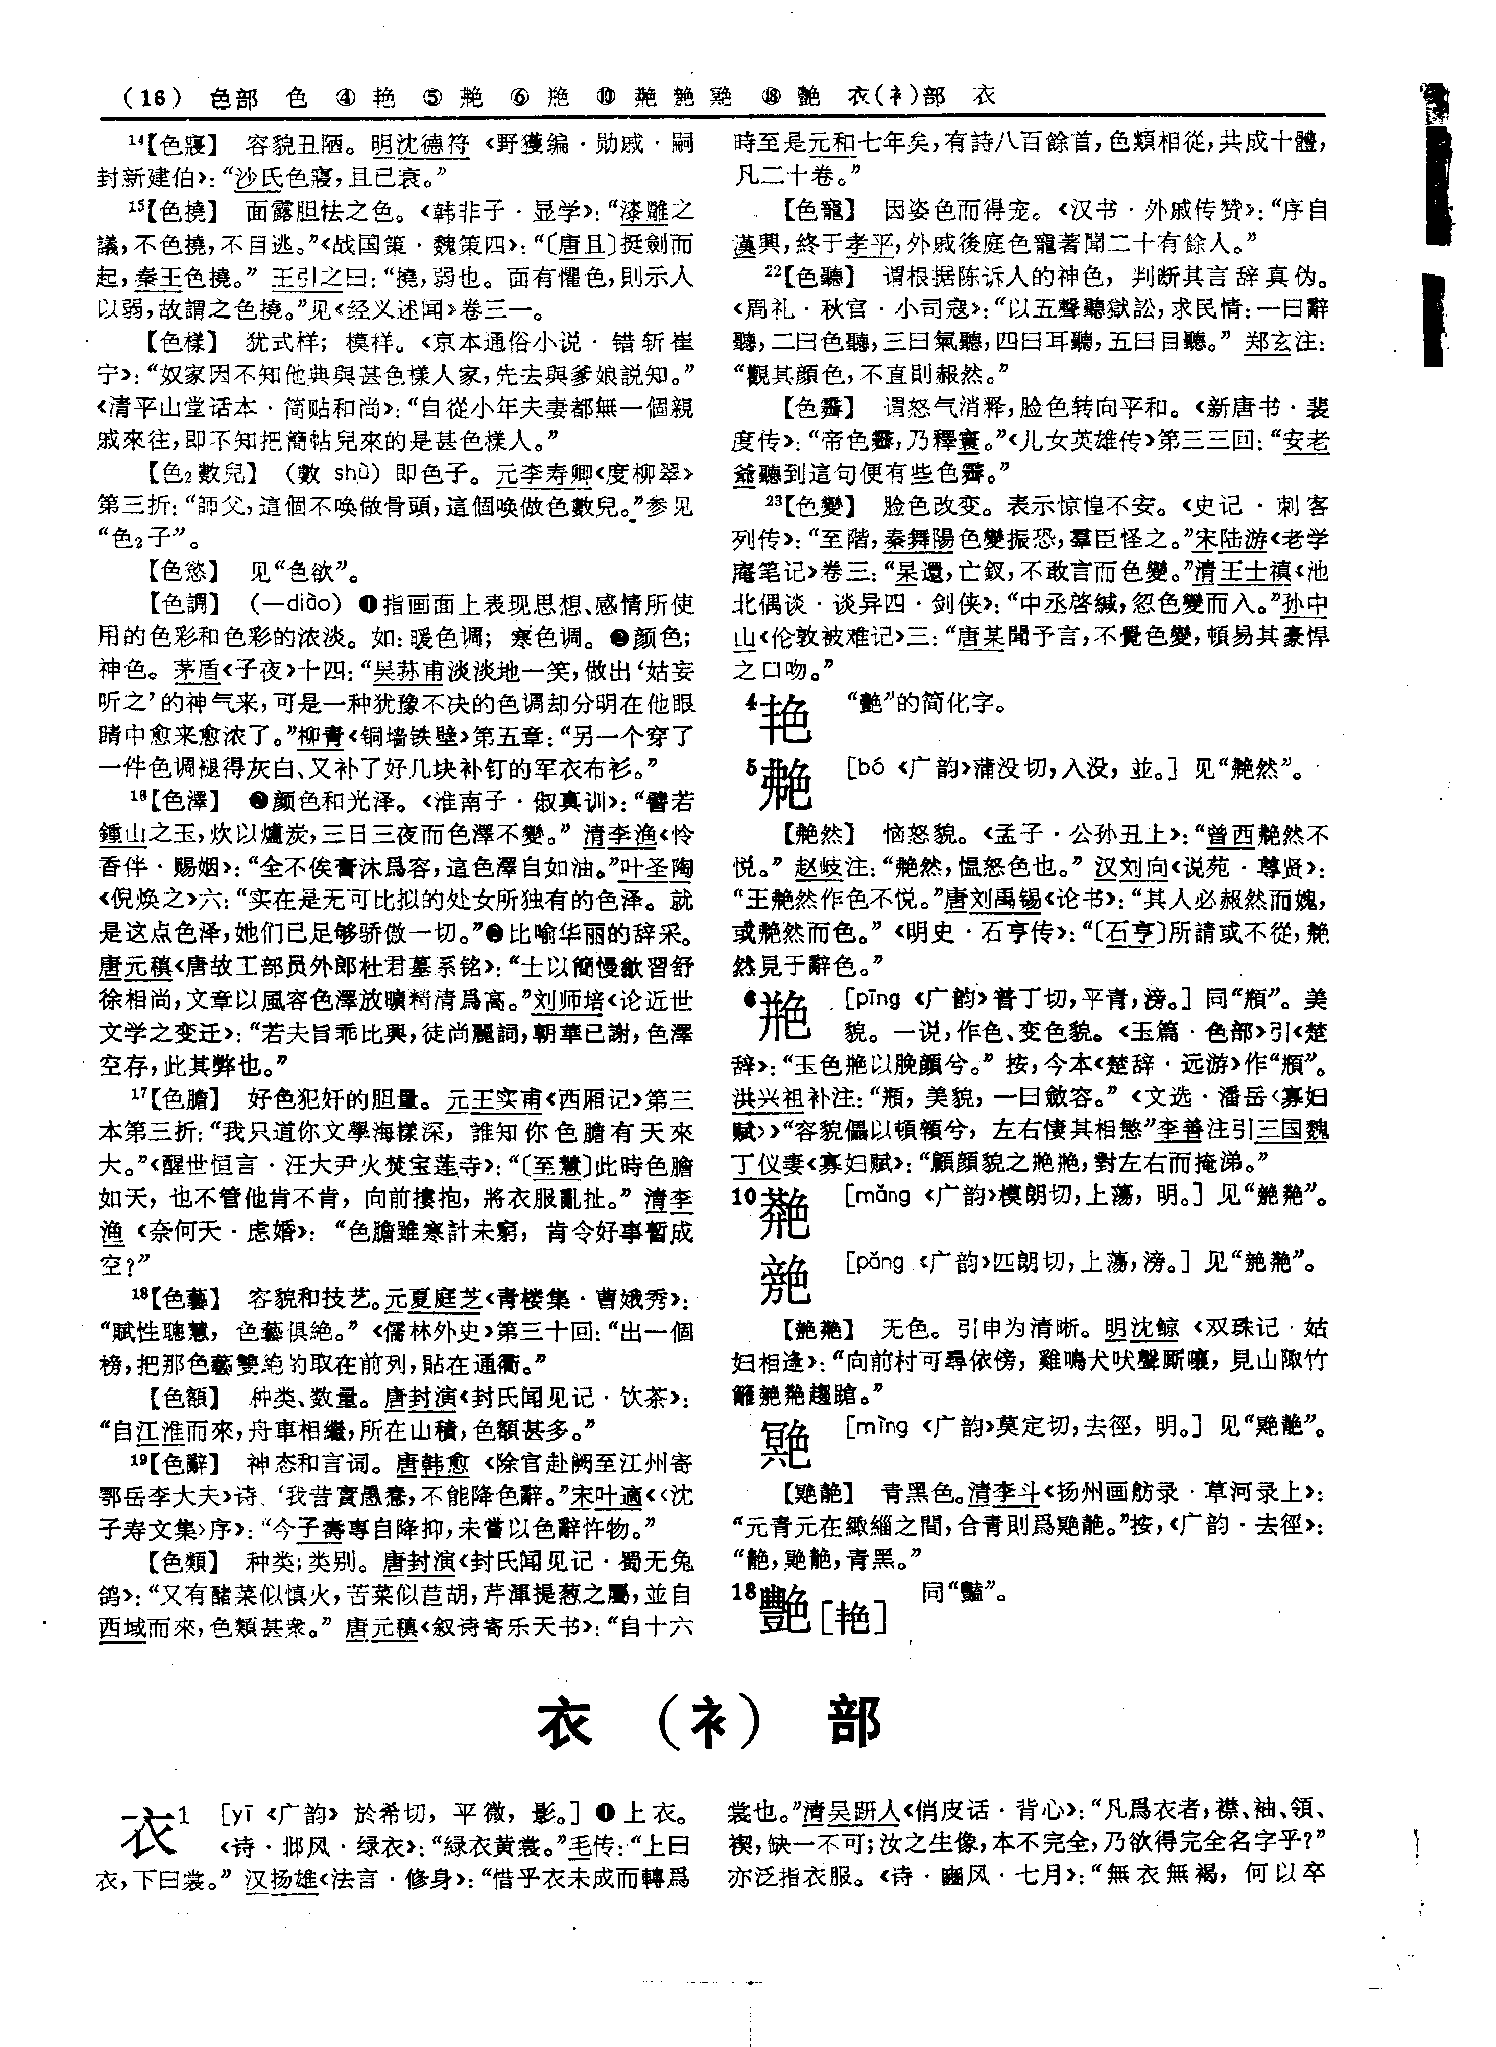 (16) 色部 色 ④ 艳 ⑤ 艴 ⑥ 艵 ⑩ 艷 衣(衤)部 衣
14【色寢】 容貌丑陋。明沈德符《野獲编·勋戚·嗣
封新建伯》:“沙氏色寢,且已衰。”
15【色撓】 面露胆怯之色。《韩非子·显学》:“漆雕之
議,不色撓,不目逃。”《战国策·魏策四》:“〔唐且〕挺劍而
起,秦王色撓。” 王引之曰:“撓,弱也。面有懼色,則示人
以弱,故謂之色撓。”见《经义述闻》卷三一。
【色樣】 犹式样;模样。《京本通俗小说·错斩崔
宁》:“奴家因不知他典與甚色樣人家,先去與爹娘説知。”
《清平山堂话本·简贴和尚》:“自從小年夫妻都無一個親
戚來往,即不知把簡帖兒來的是甚色樣人。”
【色₂數兒】 (數 shù) 即色子。元李寿卿《度柳翠》
第三折:“師父,這個不唤做骨頭,這個唤做色數兒。”参见
“色₂子”。
【色慾】 见“色欲”。
【色調】 (—diào) ❶指画面上表现思想、感情所使
用的色彩和色彩的浓淡。如:暖色调;寒色调。❷颜色;
神色。茅盾《子夜》十四:“吴荪甫淡淡地一笑,做出‘姑妄
听之’的神气来,可是一种犹豫不决的色调却分明在他眼
睛中愈来愈浓了。”柳青《铜墙铁壁》第五章:“另一个穿了
一件色调褪得灰白、又补了好几块补钉的军衣布衫。”
16【色澤】 ❶颜色和光泽。《淮南子·俶真训》:“譬若
鍾山之玉,炊以爐炭,三日三夜而色澤不變。” 清李渔《怜
香伴·赐姻》:“全不俟膏沐爲容,這色澤自如油。”叶圣陶
《倪焕之》六:“实在是无可比拟的处女所独有的色泽。就
是这点色泽,她们已足够骄傲一切。”❷比喻华丽的辞采。
唐元稹《唐故工部员外郎杜君墓系铭》:“士以簡慢歙習舒
徐相尚,文章以風容色澤放曠精清爲高。”刘师培《论近世
文学之变迁》:“若夫旨乖比興,徒尚麗詞,朝華已謝,色澤
空存,此其弊也。”
17【色膽】 好色犯奸的胆量。元王实甫《西厢记》第三
本第三折:“我只道你文學海樣深,誰知你色膽有天來
大。”《醒世恒言·汪大尹火焚宝莲寺》:“〔至慧〕此時色膽
如天,也不管他肯不肯,向前摟抱,將衣服亂扯。” 清李
渔《奈何天·虑婚》:“色膽雖寒計未窮,肯令好事暫成
空?”
18【色藝】 容貌和技艺。元夏庭芝《青楼集·曹娥秀》:
“賦性聰慧,色藝俱絶。”《儒林外史》第三十回:“出一個
榜,把那色藝雙絶的取在前列,貼在通衢。”
【色額】 种类、数量。唐封演《封氏闻见记·饮茶》:
“自江淮而來,舟車相繼,所在山積,色額甚多。”
19【色辭】 神态和言词。唐韩愈《除官赴阙至江州寄
鄂岳李大夫》诗:‘我昔實愚惷,不能降色辭。”宋叶適《〈沈
子寿文集〉序》:“今子壽專自降抑,未嘗以色辭忤物。”
【色類】 种类;类别。唐封演《封氏闻见记·蜀无兔
鸽》:“又有酢菜似慎火,苦菜似苣胡,芹渾提葱之屬,並自
西域而來,色類甚衆。” 唐元稹《叙诗寄乐天书》:“自十六
時至是元和七年矣,有詩八百餘首,色類相從,共成十體,
凡二十卷。”
【色寵】 因姿色而得宠。《汉书·外戚传赞》:“序自
漢興,終于孝平,外戚後庭色寵著聞二十有餘人。”
22【色聽】 谓根据陈诉人的神色,判断其言辞真伪。
《周礼·秋官·小司寇》:“以五聲聽獄訟,求民情:一曰辭
聽,二曰色聽,三曰氣聽,四曰耳聽,五曰目聽。” 郑玄注:
“觀其顔色,不直則赧然。”
【色霽】 谓怒气消释,脸色转向平和。《新唐书·裴
度传》:“帝色霽,乃釋寰。”《儿女英雄传》第三三回:“安老
爺聽到這句便有些色霽。”
23【色變】 脸色改变。表示惊惶不安。《史记·刺客
列传》:“至階,秦舞陽色變振恐,羣臣怪之。”宋陆游《老学
庵笔记》卷三:“杲還,亡釵,不敢言而色變。”清王士禛《池
北偶谈·谈异四·剑侠》:“中丞啓緘,忽色變而入。”孙中
山《伦敦被难记》三:“唐某聞予言,不覺色變,頓易其豪悍
之口吻。”
4艳 “艷”的简化字。
5艴 [bó《广韵》蒲没切,入没,並。] 见“艴然”。
【艴然】 恼怒貌。《孟子·公孙丑上》:“曾西艴然不
悦。” 赵岐注:“艴然,愠怒色也。” 汉刘向《说苑·尊贤》:
“王艴然作色不悦。”唐刘禹锡《论书》:“其人必赧然而媿,
或艴然而色。”《明史·石亨传》:“〔石亨〕所請或不從,艴
然見于辭色。”
6艵 [pīng《广韵》普丁切,平青,滂。] 同“頩”。美
貌。一说,作色、变色貌。《玉篇·色部》引《楚
辞》:“玉色艵以脕顔兮。”按,今本《楚辞·远游》作“頩”。
洪兴祖补注:“頩,美貌,一曰斂容。”《文选·潘岳〈寡妇
赋〉》“容貌儡以頓顇兮,左右悽其相愍”李善注引三国魏
丁仪妻《寡妇赋》:“顧顔貌之艵艵,對左右而掩涕。”
10 [mǎng《广韵》模朗切,上蕩,明。]
[pǎng《广韵》匹朗切,上蕩,滂。]
无色。引申为清晰。明沈鲸《双珠记·姑
妇相逢》:“向前村可尋依傍,雞鳴犬吠聲厮嚷,見山陬竹
籬
[mìng《广韵》莫定切,去徑,明。]
青黑色。清李斗《扬州画舫录·草河录上》:
“元青元在緅緇之間,合青則爲艵艵。”按,《广韵·去徑》:
青黑。”
18艷[艳] 同“豔”。
衣(衤)部
衣1 [yī《广韵》於希切,平微,影。] ❶上衣。
《诗·邶风·绿衣》:“緑衣黄裳。”毛传:“上曰
衣,下曰裳。” 汉扬雄《法言·修身》:“惜乎衣未成而轉爲
裳也。”清吴趼人《俏皮话·背心》:“凡爲衣者,襟、袖、領、
褉,缺一不可;汝之生像,本不完全,乃欲得完全名字乎?”
亦泛指衣服。《诗·豳风·七月》:“無衣無褐,何以卒